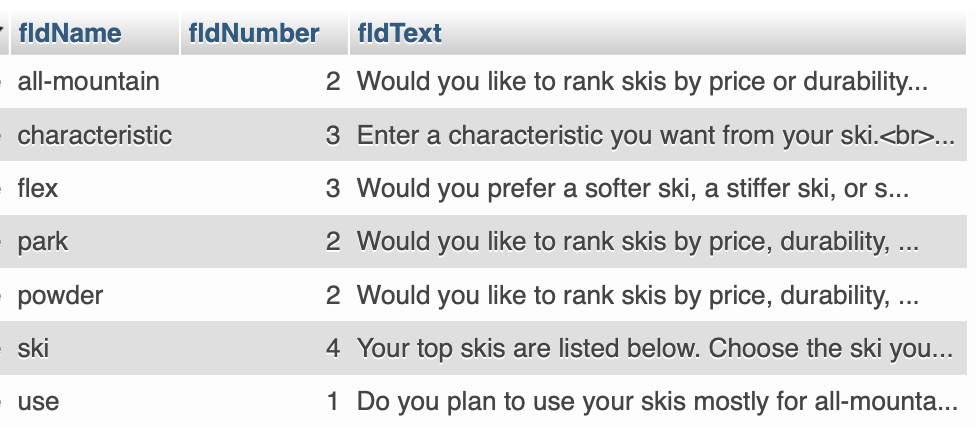 fldName fldNumber fldText
all-mountain 2 Would you like to rank skis by price or durability...
characteristic 3 Enter a characteristic you want from your ski.<br>...
flex 3 Would you prefer a softer ski, a stiffer ski, or s...
park 2 Would you like to rank skis by price, durability, ...
powder 2 Would you like to rank skis by price, durability, ...
ski 4 Your top skis are listed below. Choose the ski you...
use 1 Do you plan to use your skis mostly for all-mounta...